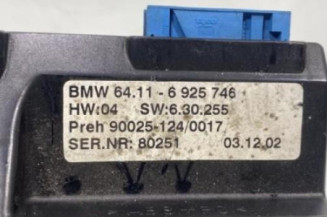 BMW 64.11 - 6 925 746
HW:04 SW:6.30.255
Preh 90025-124/0017
SER.NR: 80251 03.12.02